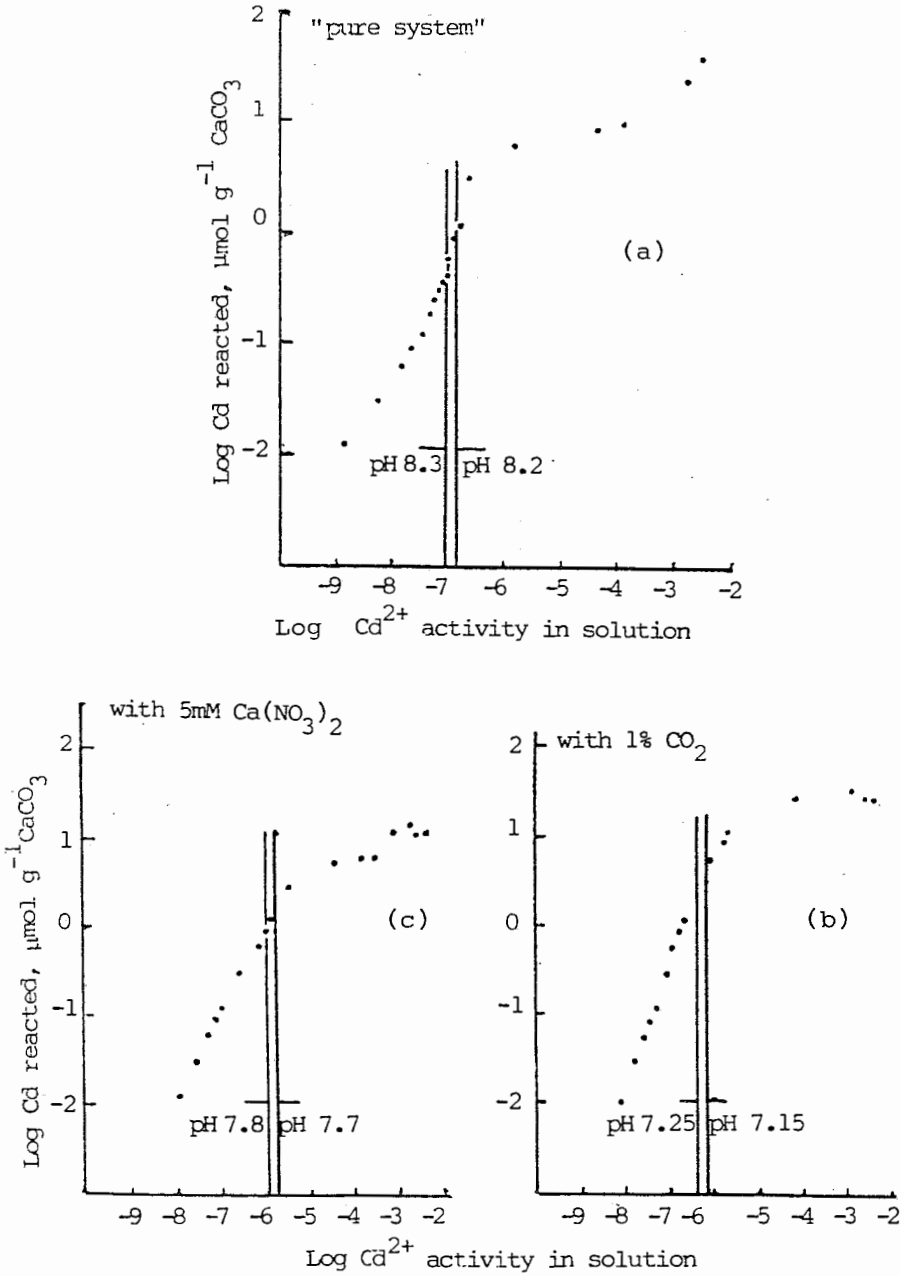 "pure system"
2
1
0
-1
-2
Log Cd reacted, μmol g⁻¹ CaCO₃
(a)
pH 8.3 pH 8.2
-9 -8 -7 -6 -5 -4 -3 -2
Log Cd²⁺ activity in solution
with 5mM Ca(NO₃)₂
2
1
0
-1
-2
Log Cd reacted, μmol g⁻¹CaCO₃
(c)
pH 7.8 pH 7.7
-9 -8 -7 -6 -5 -4 -3 -2
with 1% CO₂
2
1
0
-1
-2
(b)
pH 7.25 pH 7.15
-9 -8 -7 -6 -5 -4 -3 -2
Log Cd²⁺ activity in solution